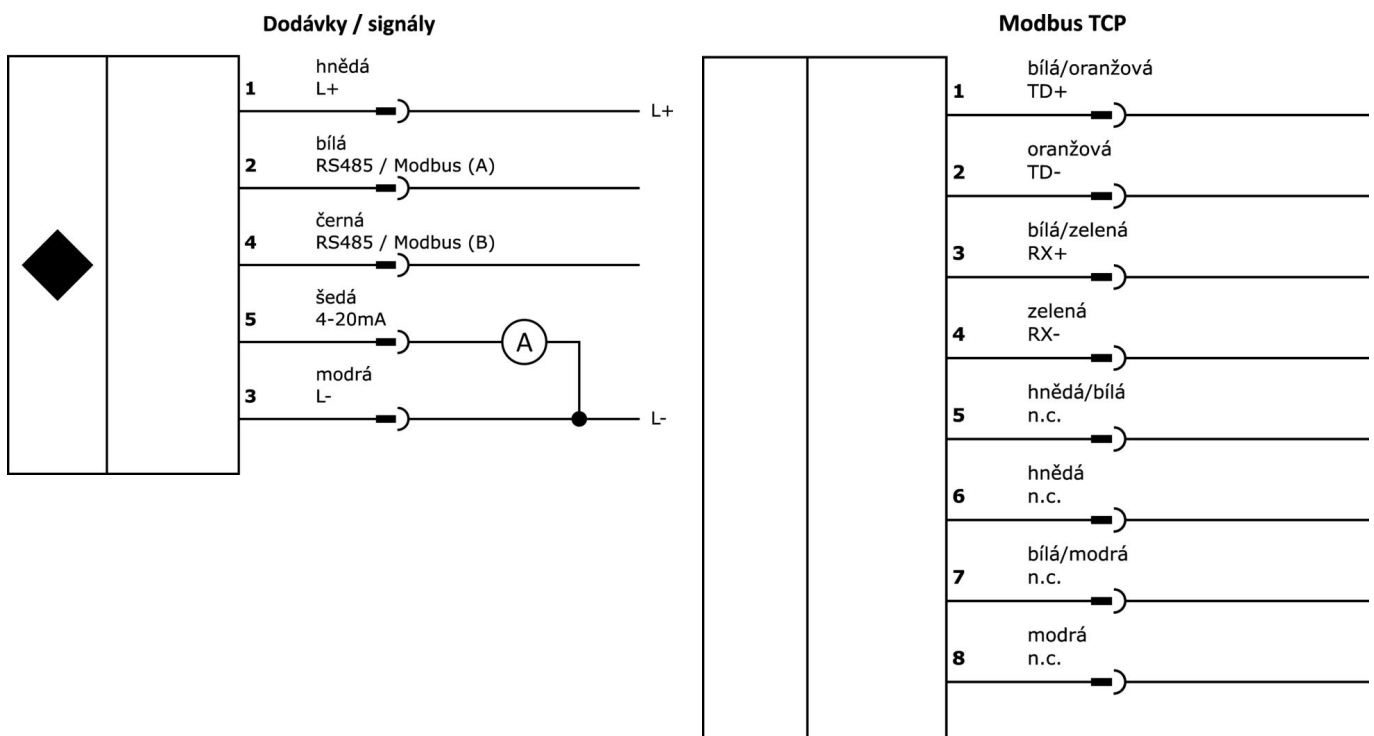 Dodávky / signály
hnědá
1 L+
L+
bílá
2 RS485 / Modbus (A)
černá
4 RS485 / Modbus (B)
šedá
5 4-20mA
A
modrá
3 L-
L-
Modbus TCP
bílá/oranžová
1 TD+
oranžová
2 TD-
bílá/zelená
3 RX+
zelená
4 RX-
hnědá/bílá
5 n.c.
hnědá
6 n.c.
bílá/modrá
7 n.c.
modrá
8 n.c.